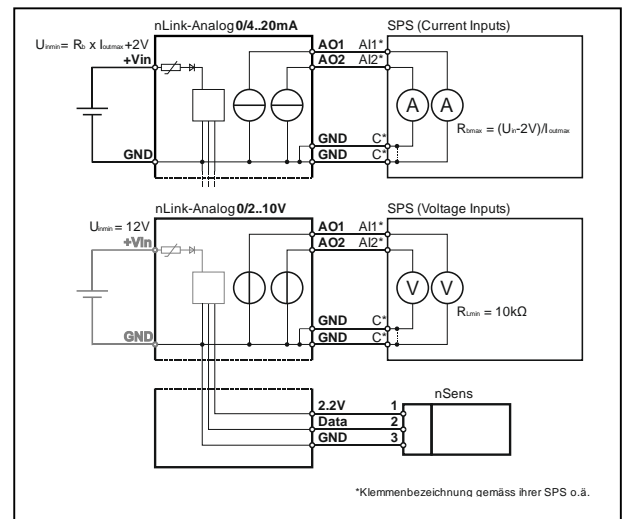 nLink-Analog 0/4..20mA
SPS (Current Inputs)
Uinmin= Rb x Ioutmax+2V
+Vin
AO1 AI1*
AO2 AI2*
A A
Rbmax = (Uin-2V)/Ioutmax
GND C*
GND GND C*
nLink-Analog 0/2..10V
SPS (Voltage Inputs)
Uinmin = 12V
+Vin
AO1 AI1*
AO2 AI2*
V V
RLmin = 10kΩ
GND C*
GND GND C*
nSens
2.2V 1
Data 2
GND 3
*Klemmenbezeichnung gemäss ihrer SPS o.ä.